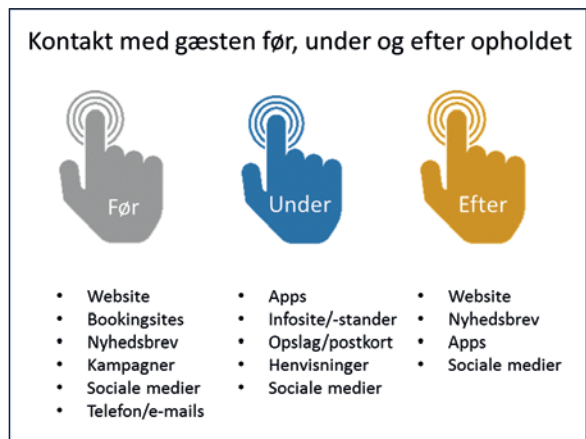 Kontakt med gæsten før, under og efter opholdet
Før
Under
Efter
• Website
• Bookingsites
• Nyhedsbrev
• Kampagner
• Sociale medier
• Telefon/e-mails
• Apps
• Infosite/-stander
• Opslag/postkort
• Henvisninger
• Sociale medier
• Website
• Nyhedsbrev
• Apps
• Sociale medier